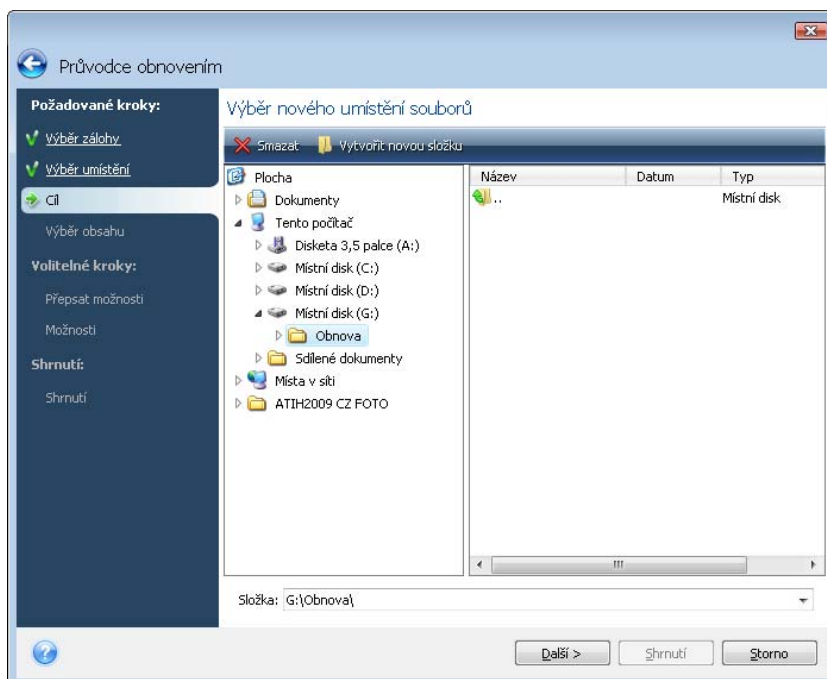 Průvodce obnovením
Požadované kroky:
Výběr zálohy
Výběr umístění
Cíl
Výběr obsahu
Volitelné kroky:
Přepsat možnosti
Možnosti
Shrnutí:
Shrnutí
Výběr nového umístění souborů
Smazat Vytvořit novou složku
Plocha
Dokumenty
Tento počítač
Disketa 3,5 palce (A:)
Místní disk (C:)
Místní disk (D:)
Místní disk (G:)
Obnova
Sdílené dokumenty
Místa v síti
ATIH2009 CZ FOTO
Název Datum Typ
.. Místní disk
Složka: G:\Obnova\
Další > Shrnutí Storno